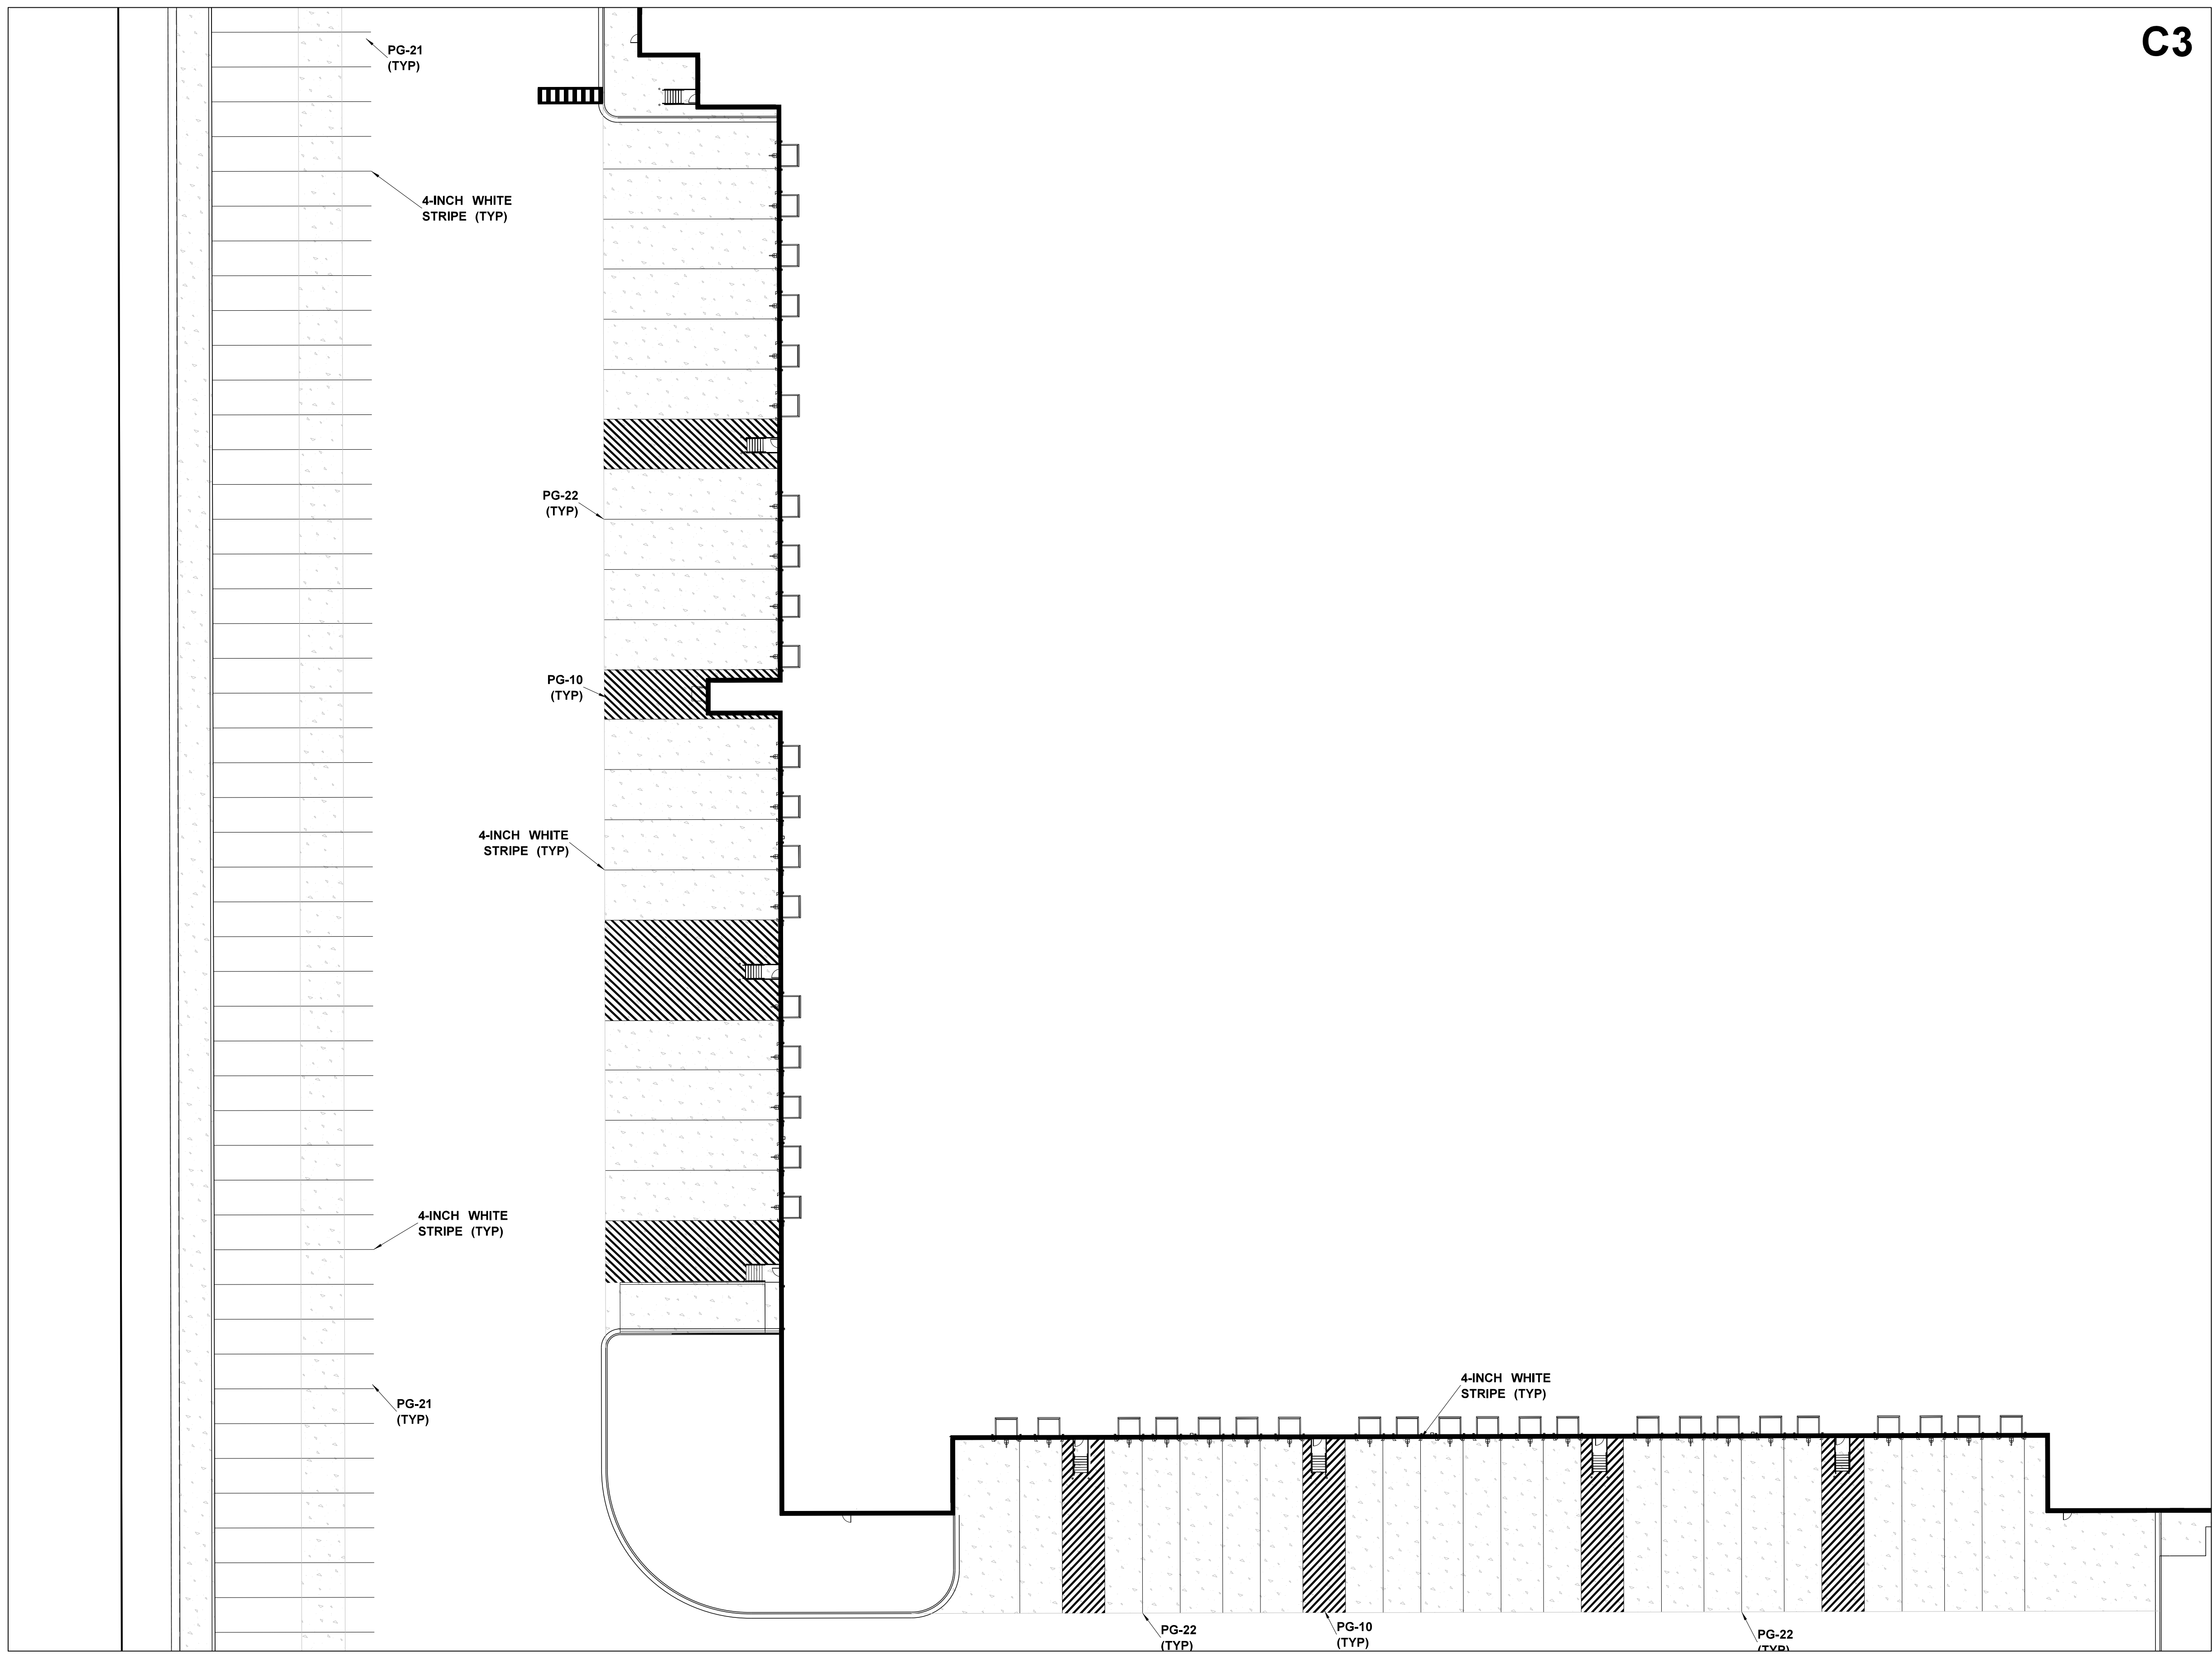 C3
PG-21
(TYP)
4-INCH WHITE
STRIPE (TYP)
PG-22
(TYP)
PG-10
(TYP)
4-INCH WHITE
STRIPE (TYP)
4-INCH WHITE
STRIPE (TYP)
PG-21
(TYP)
4-INCH WHITE
STRIPE (TYP)
PG-22
(TYP)
PG-10
(TYP)
PG-22
(TYP)